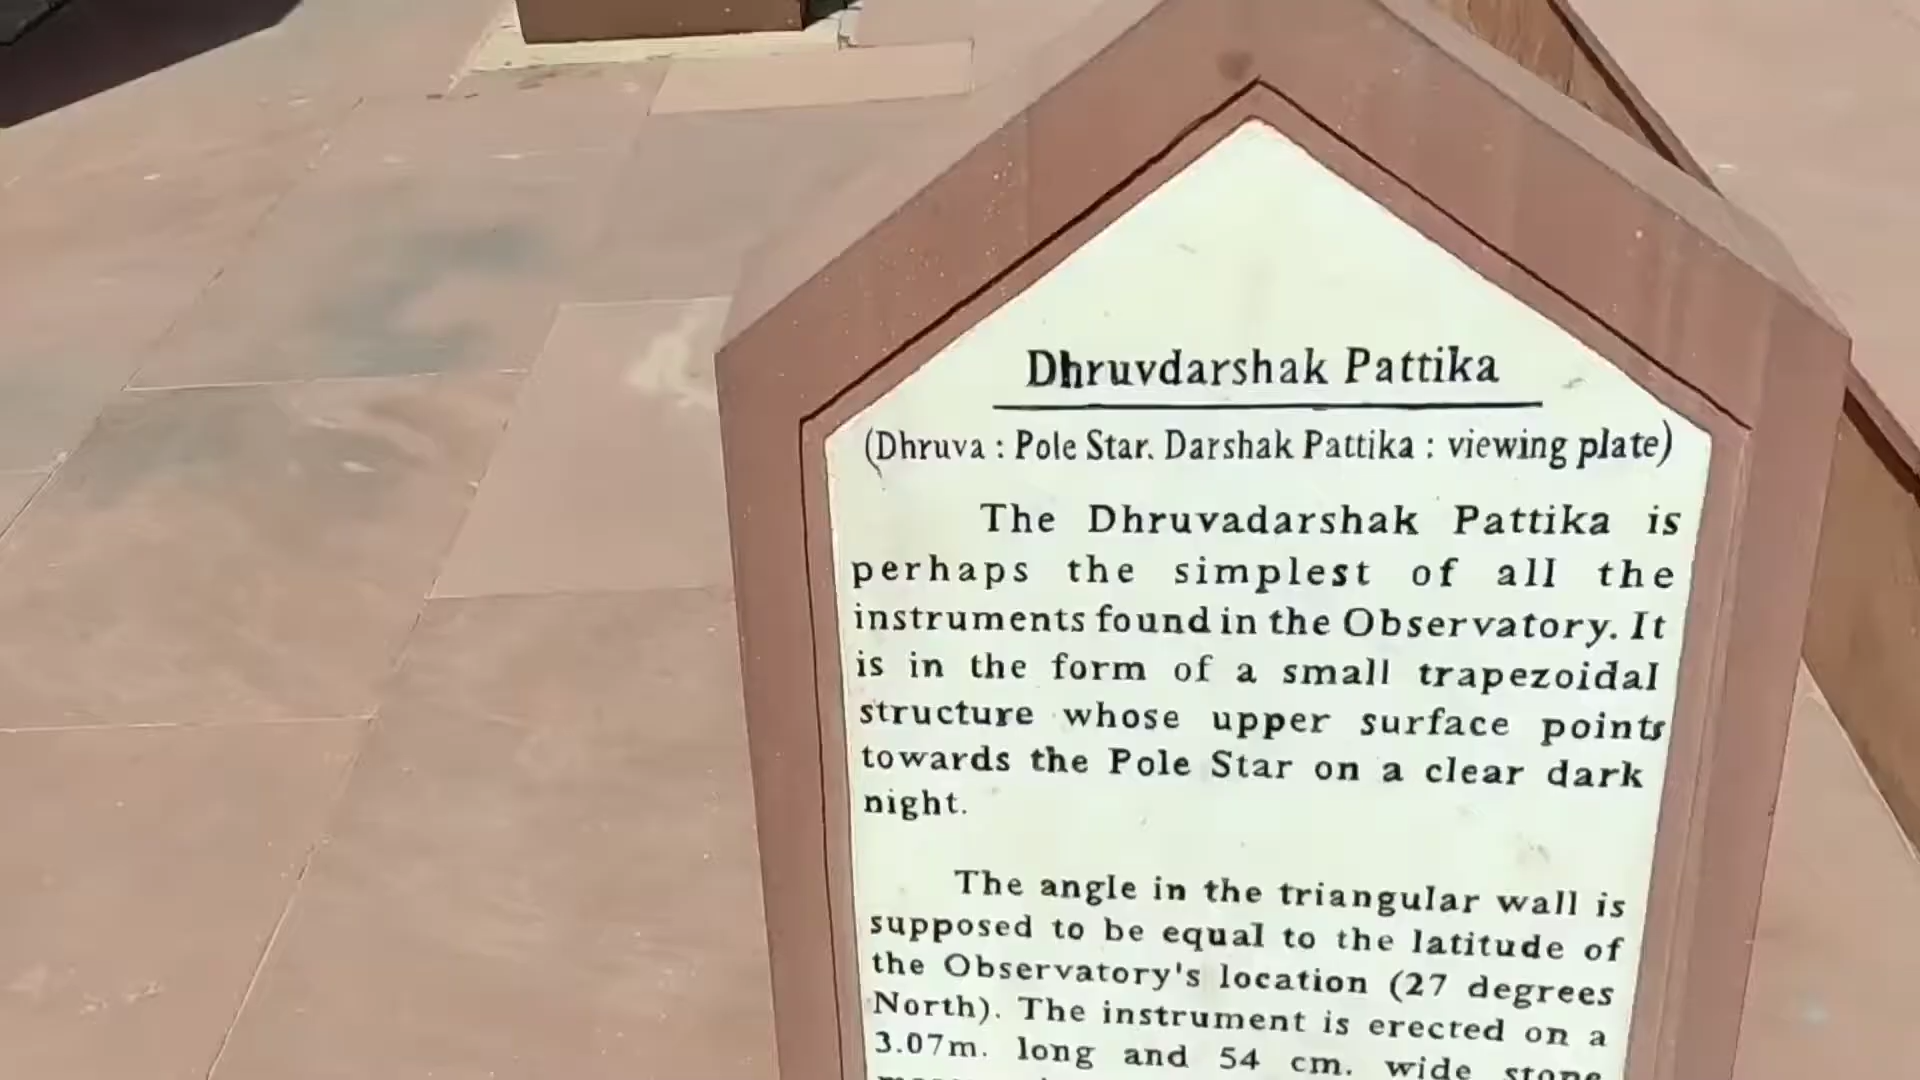 Dhruvdarshak Pattika
(Dhruva : Pole Star. Darshak Pattika : viewing plate)
The Dhruvadarshak Pattika is
perhaps the simplest of all the
instruments found in the Observatory. It
is in the form of a small trapezoidal
structure whose upper surface points
towards the Pole Star on a clear dark
night.
The angle in the triangular wall is
supposed to be equal to the latitude of
the Observatory's location (27 degrees
North). The instrument is erected on a
3.07m. long and 54 cm. wide stone